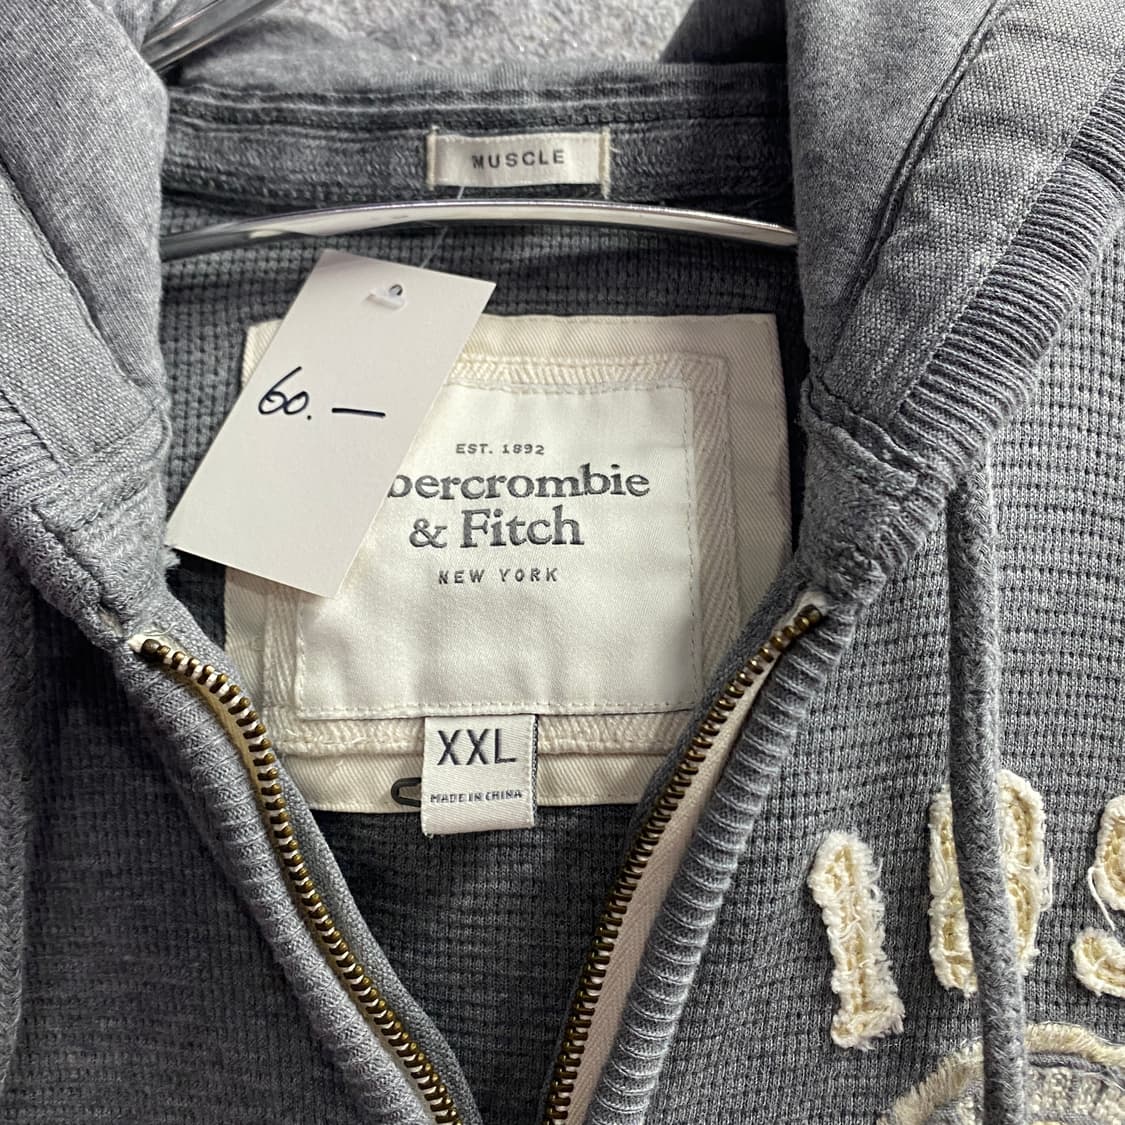 MUSCLE
60.—
EST. 1892
bercrombie
& Fitch
NEW YORK
XXL
MADE IN CHINA